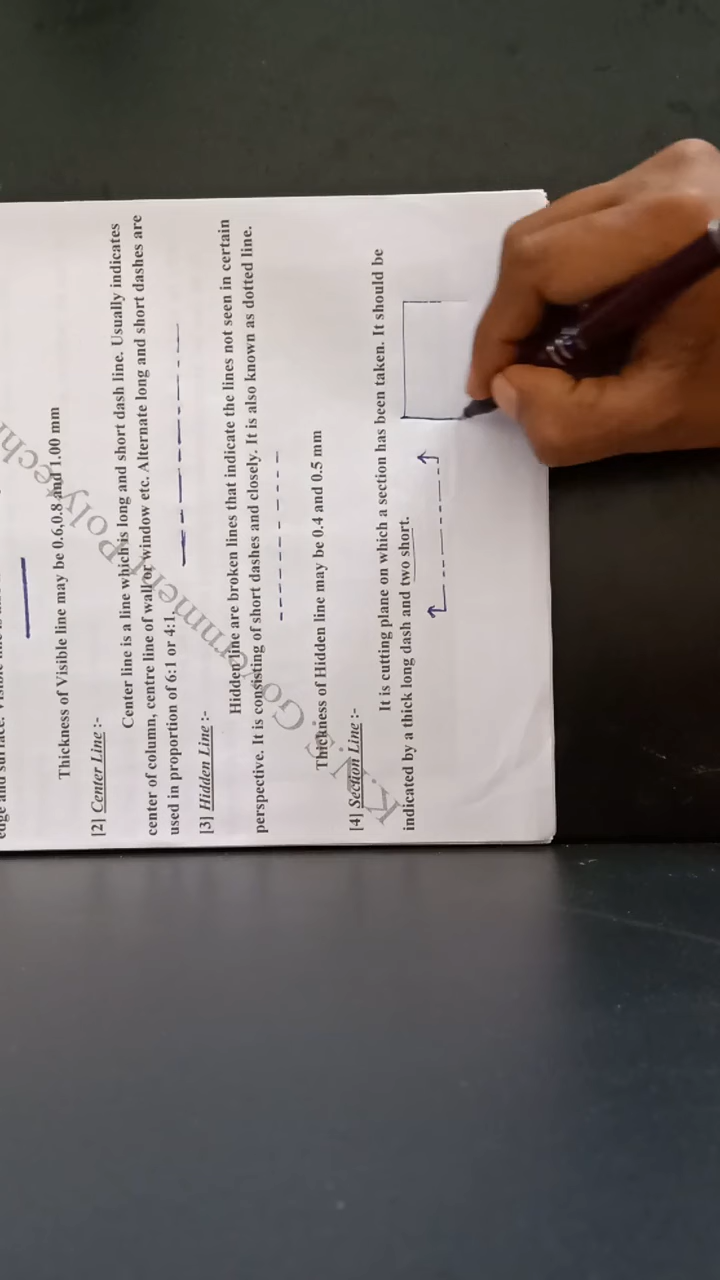 Thickness of Visible line may be 0.6,0.8 and 1.00 mm
[2] Center Line :-
Center line is a line which is long and short dash line. Usually indicates
center of column, centre line of wall or window etc. Alternate long and short dashes are
used in proportion of 6:1 or 4:1.
[3] Hidden Line :-
Hidden line are broken lines that indicate the lines not seen in certain
perspective. It is consisting of short dashes and closely. It is also known as dotted line.
Thickness of Hidden line may be 0.4 and 0.5 mm
[4] Section Line :-
It is cutting plane on which a section has been taken. It should be
indicated by a thick long dash and two short.
K.N.S Government Polytechn